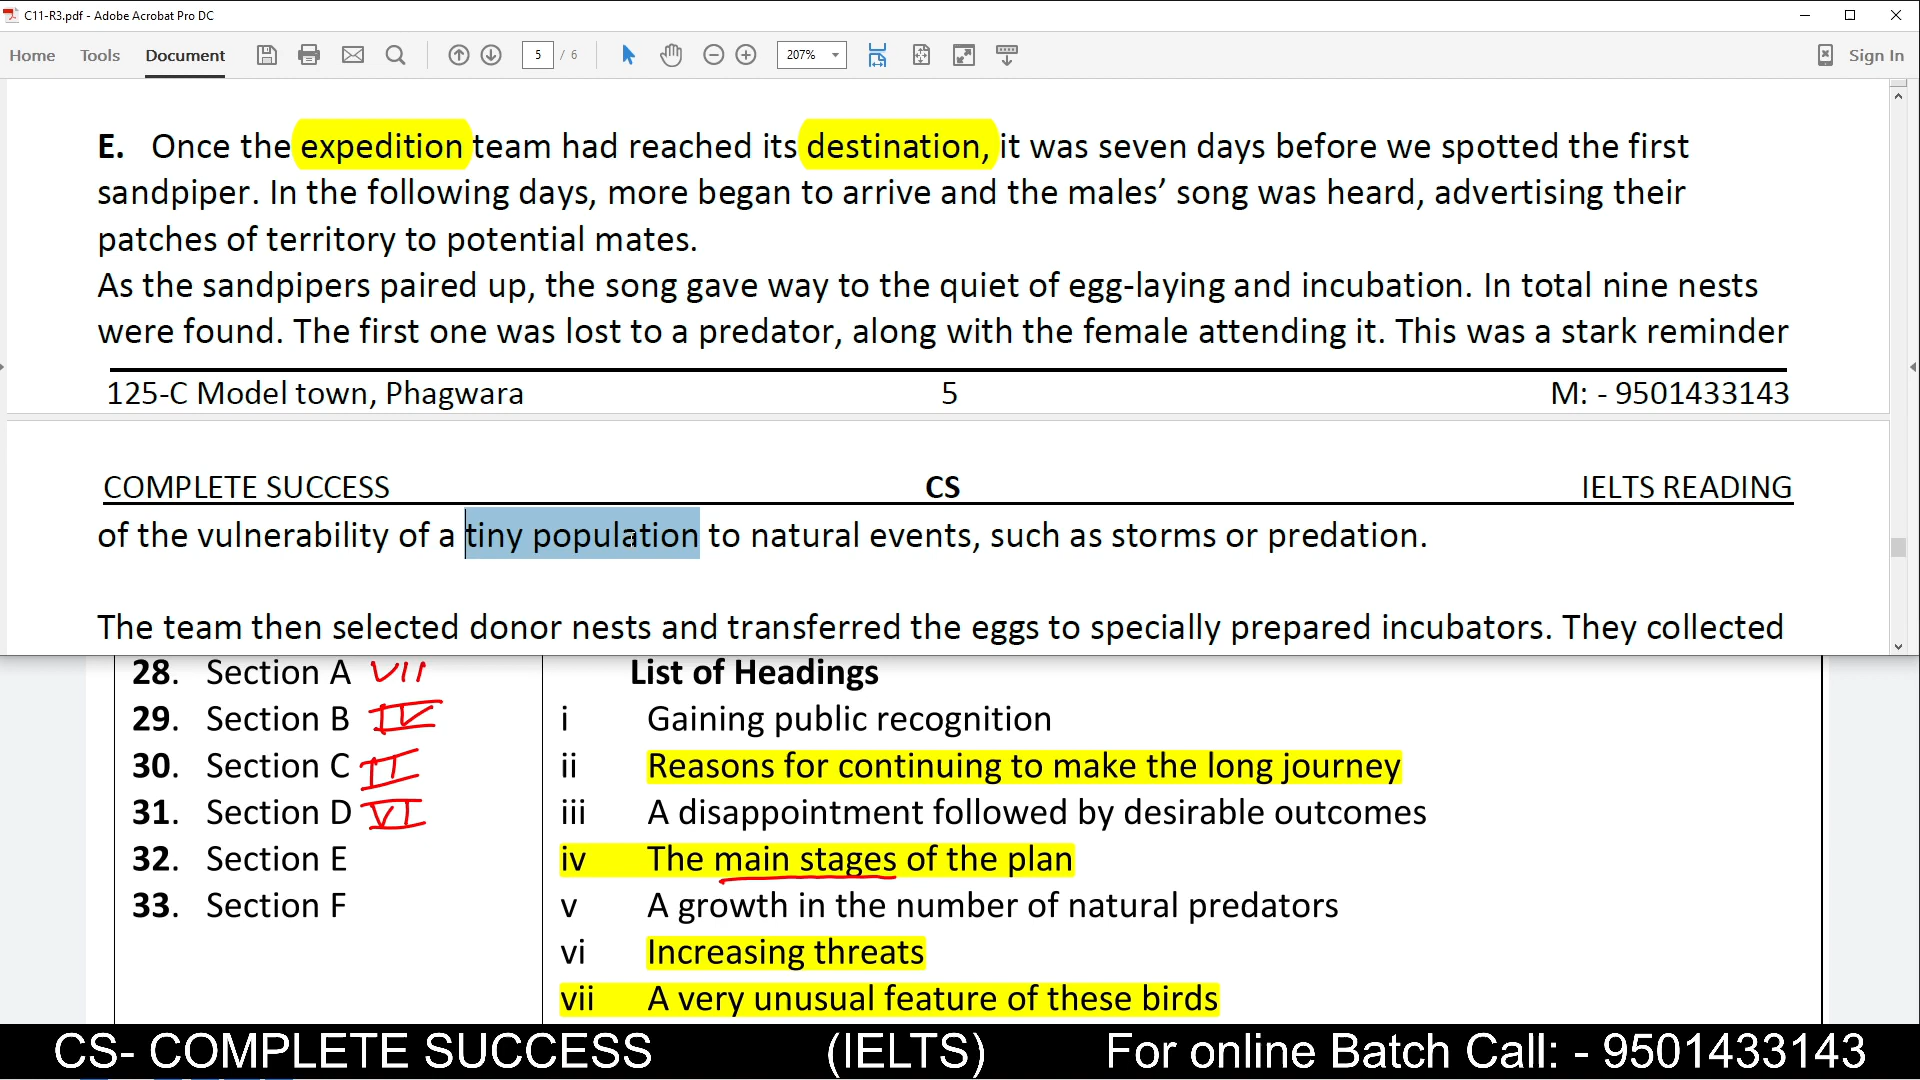 C11-R3.pdf - Adobe Acrobat Pro DC
Home Tools Document 5 / 6 207% Sign In
E. Once the expedition team had reached its destination, it was seven days before we spotted the first
sandpiper. In the following days, more began to arrive and the males’ song was heard, advertising their
patches of territory to potential mates.
As the sandpipers paired up, the song gave way to the quiet of egg-laying and incubation. In total nine nests
were found. The first one was lost to a predator, along with the female attending it. This was a stark reminder
125-C Model town, Phagwara 5 M: - 9501433143
COMPLETE SUCCESS CS IELTS READING
of the vulnerability of a tiny population to natural events, such as storms or predation.
The team then selected donor nests and transferred the eggs to specially prepared incubators. They collected
28. Section A VII
29. Section B IV
30. Section C II
31. Section D VI
32. Section E
33. Section F
List of Headings
i Gaining public recognition
ii Reasons for continuing to make the long journey
iii A disappointment followed by desirable outcomes
iv The main stages of the plan
v A growth in the number of natural predators
vi Increasing threats
vii A very unusual feature of these birds
CS- COMPLETE SUCCESS (IELTS) For online Batch Call: - 9501433143